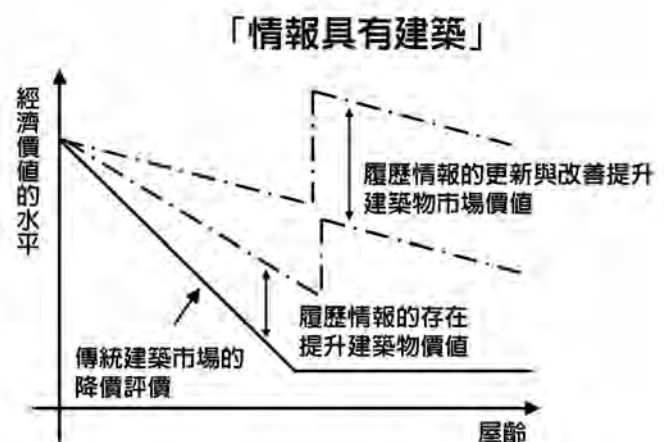 「情報具有建築」
經濟價值的水平
履歷情報的更新與改善提升
建築物市場價值
履歷情報的存在
提升建築物價值
傳統建築市場的
降價評價
屋齡